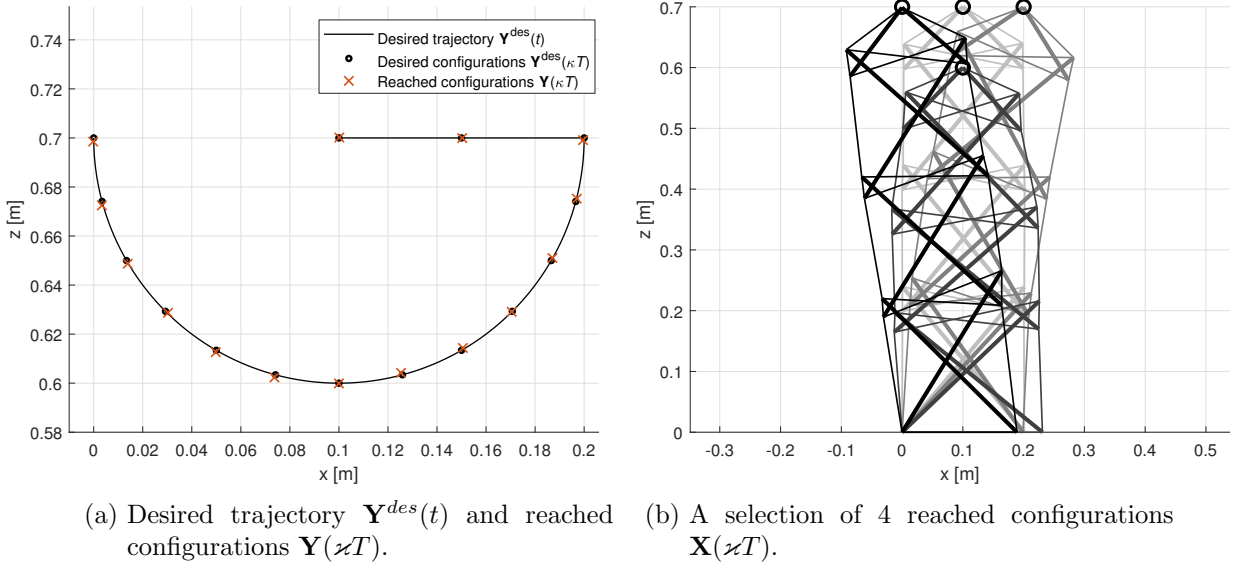 0.74
0.72
0.7
0.68
0.66
0.64
0.62
0.6
0.58
z [m]
0 0.02 0.04 0.06 0.08 0.1 0.12 0.14 0.16 0.18 0.2
x [m]
Desired trajectory Y^des(t)
Desired configurations Y^des(κT)
Reached configurations Y(κT)
(a) Desired trajectory Y^des(t) and reached
configurations Y(ϰT).
0.7
0.6
0.5
0.4
0.3
0.2
0.1
0
z [m]
-0.3 -0.2 -0.1 0 0.1 0.2 0.3 0.4 0.5
x [m]
(b) A selection of 4 reached configurations
X(ϰT).